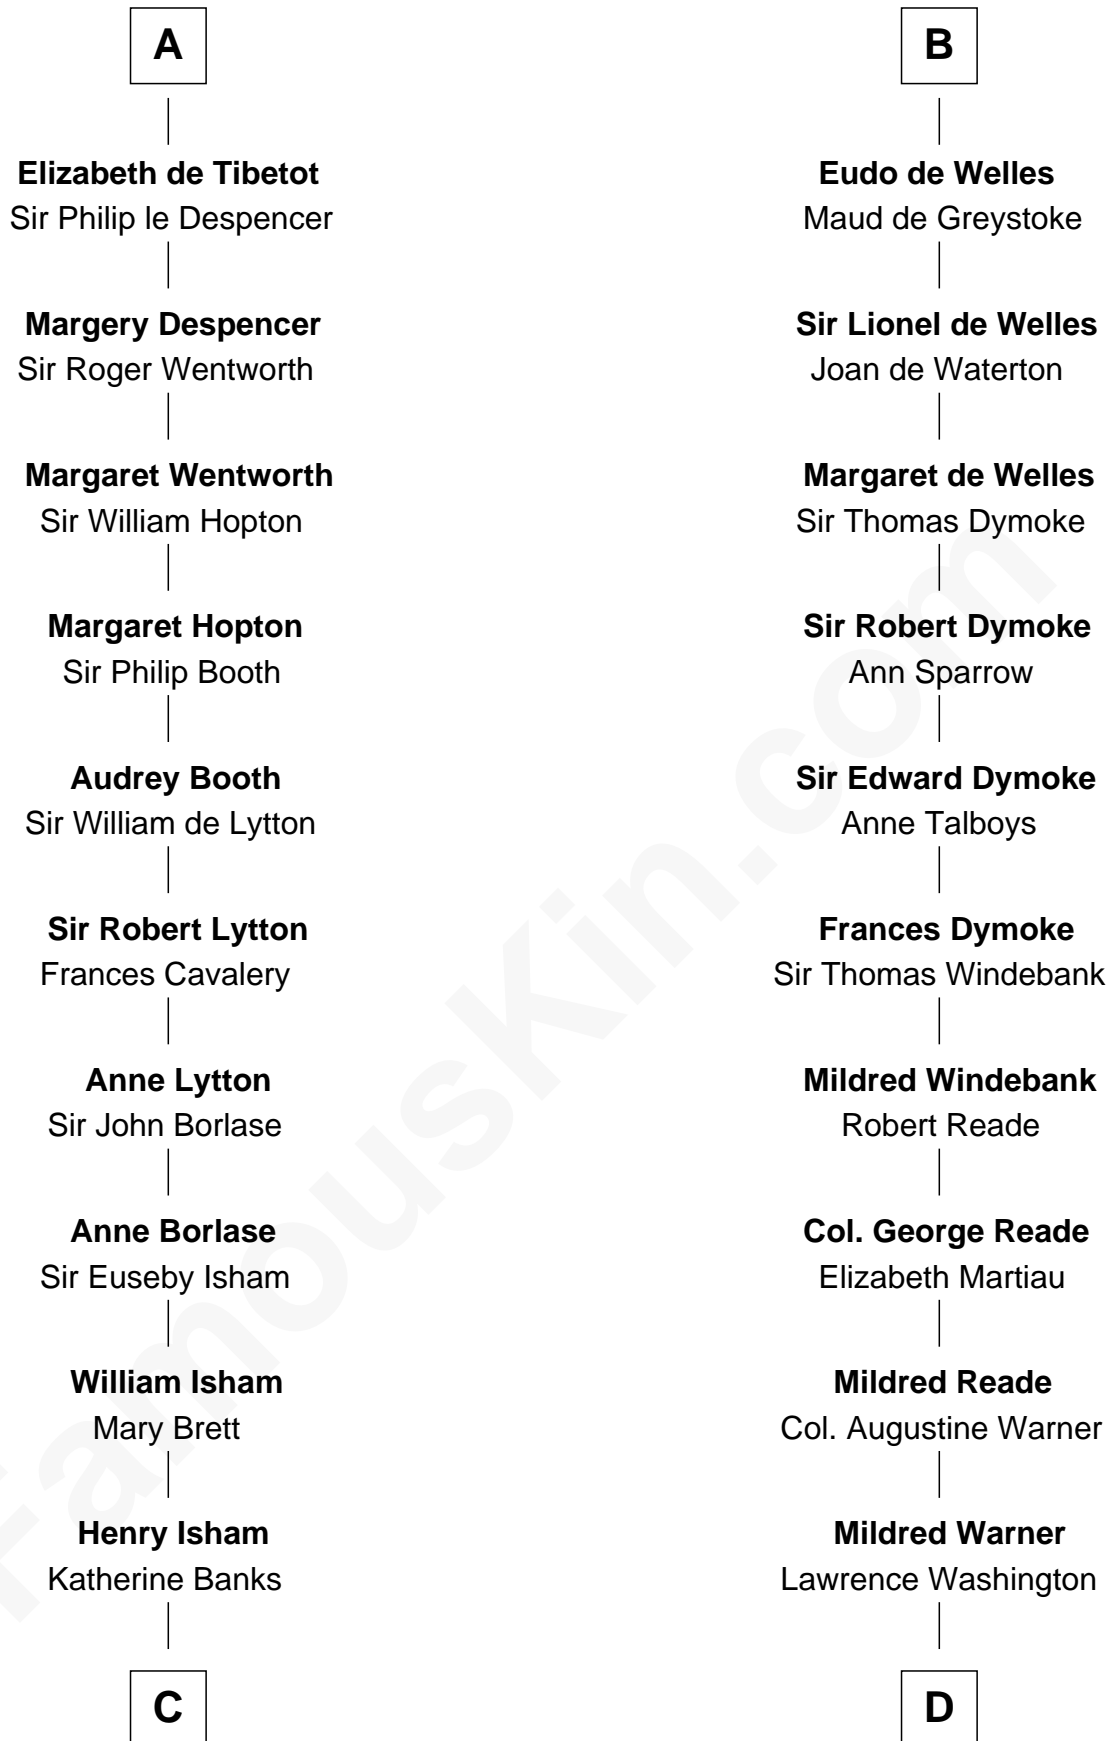 A
Elizabeth de Tibetot
Sir Philip le Despencer
Margery Despencer
Sir Roger Wentworth
Margaret Wentworth
Sir William Hopton
Margaret Hopton
Sir Philip Booth
Audrey Booth
Sir William de Lytton
Sir Robert Lytton
Frances Cavalery
Anne Lytton
Sir John Borlase
Anne Borlase
Sir Euseby Isham
William Isham
Mary Brett
Henry Isham
Katherine Banks
C
B
Eudo de Welles
Maud de Greystoke
Sir Lionel de Welles
Joan de Waterton
Margaret de Welles
Sir Thomas Dymoke
Sir Robert Dymoke
Ann Sparrow
Sir Edward Dymoke
Anne Talboys
Frances Dymoke
Sir Thomas Windebank
Mildred Windebank
Robert Reade
Col. George Reade
Elizabeth Martiau
Mildred Reade
Col. Augustine Warner
Mildred Warner
Lawrence Washington
D
FamousKin.com